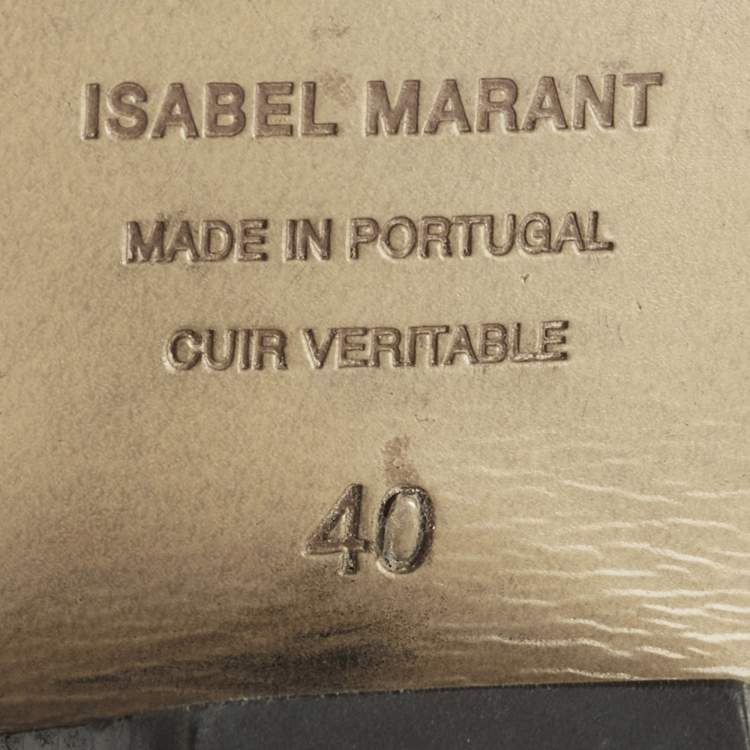 ISABEL MARANT
MADE IN PORTUGAL
CUIR VERITABLE
40